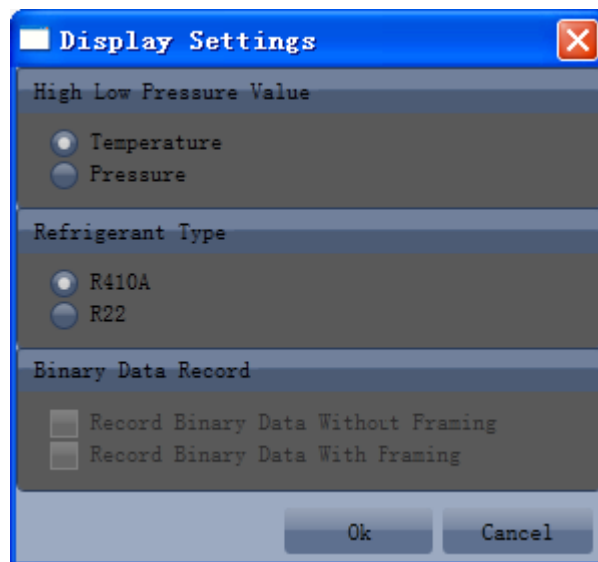 Display Settings
High Low Pressure Value
Temperature
Pressure
Refrigerant Type
R410A
R22
Binary Data Record
Record Binary Data Without Framing
Record Binary Data With Framing
Ok Cancel